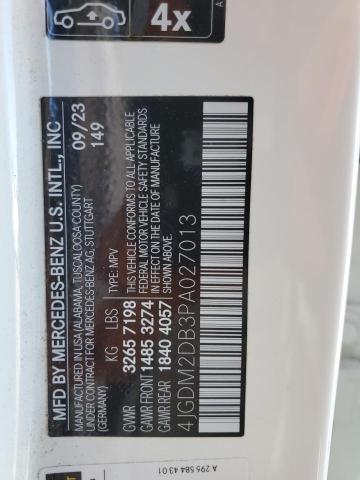 4x
A
MFD BY MERCEDES-BENZ U.S. INTL., INC
MANUFACTURED IN USA (ALABAMA, TUSCALOOSA COUNTY)
UNDER CONTRACT FOR MERCEDES-BENZ AG, STUTTGART
(GERMANY)
09/23
149
KG LBS TYPE: MPV
GVWR 3265 7198
GAWR FRONT 1485 3274
GAWR REAR 1840 4057
THIS VEHICLE CONFORMS TO ALL APPLICABLE
FEDERAL MOTOR VEHICLE SAFETY STANDARDS
IN EFFECT ON THE DATE OF
MANUFACTURE SHOWN ABOVE.
4JGDM2DB3PA027013
A 295 584 43 01